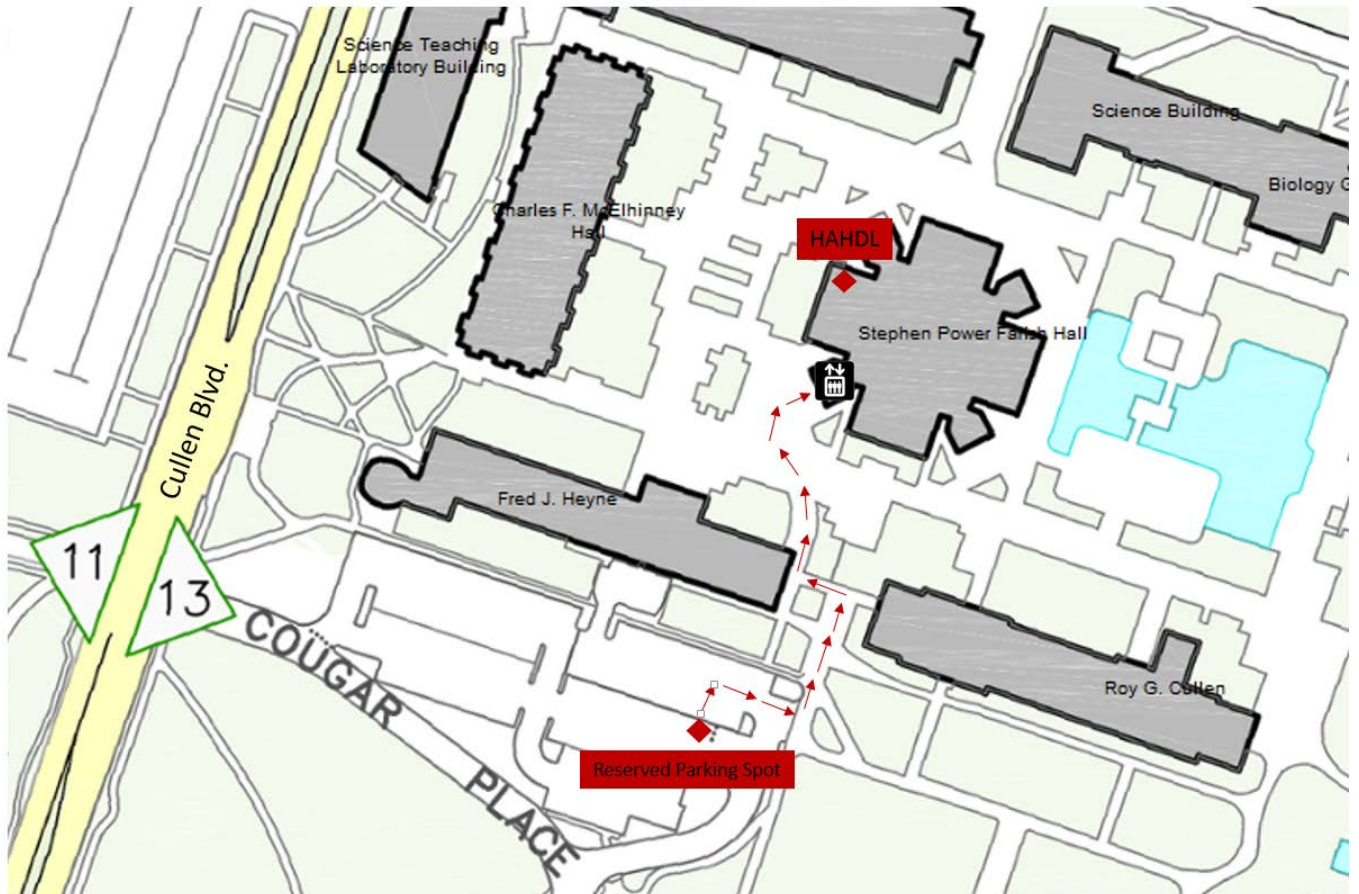 Science Teaching
Laboratory Building
Science Building
Biology
Charles F. McElhinney
Hall
HAHDL
Stephen Power Farish Hall
Cullen Blvd.
Fred J. Heyne
11
13
COUGAR
PLACE
Roy G. Cullen
Reserved Parking Spot